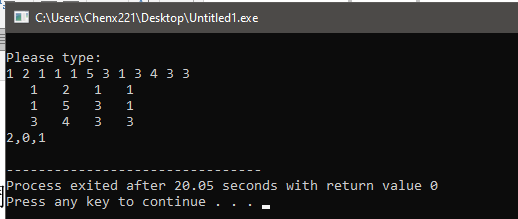 C:\Users\Chenx221\Desktop\Untitled1.exe
Please type:
1 2 1 1 1 5 3 1 3 4 3 3
1 2 1 1
1 5 3 1
3 4 3 3
2,0,1
--------------------------------
Process exited after 20.05 seconds with return value 0
Press any key to continue . . .